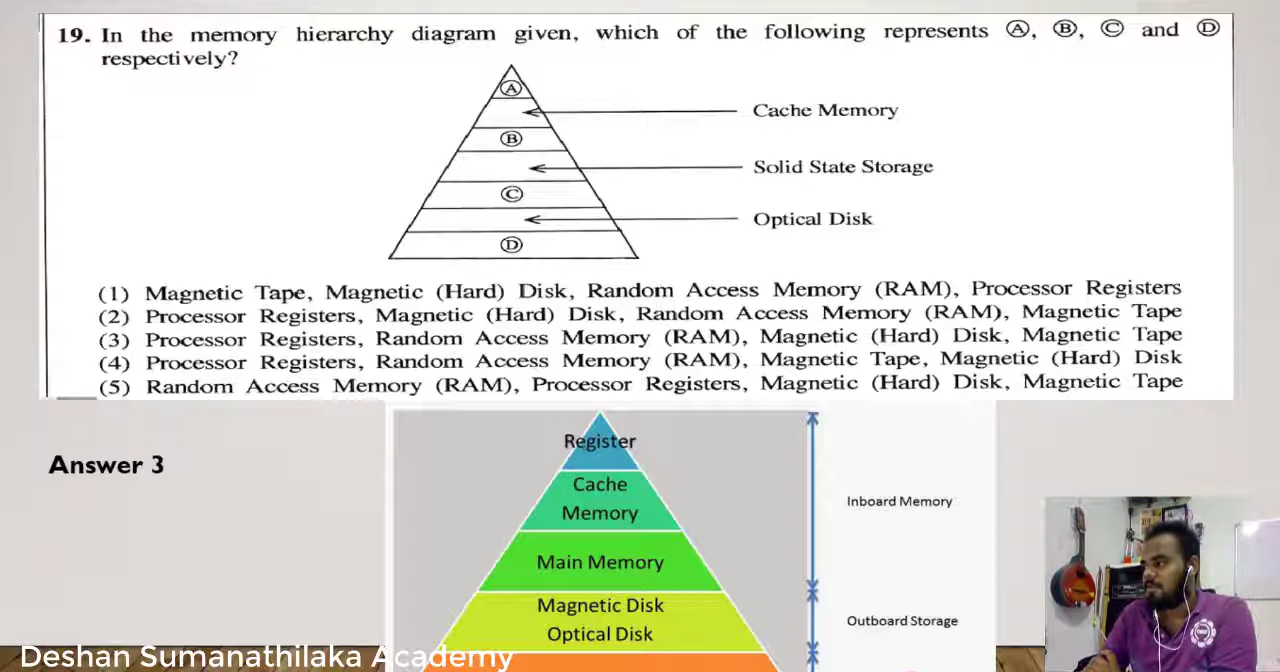 19. In the memory hierarchy diagram given, which of the following represents Ⓐ, Ⓑ, Ⓒ and Ⓓ
respectively?
Ⓐ
Cache Memory
Ⓑ
Solid State Storage
Ⓒ
Optical Disk
Ⓓ
(1) Magnetic Tape, Magnetic (Hard) Disk, Random Access Memory (RAM), Processor Registers
(2) Processor Registers, Magnetic (Hard) Disk, Random Access Memory (RAM), Magnetic Tape
(3) Processor Registers, Random Access Memory (RAM), Magnetic (Hard) Disk, Magnetic Tape
(4) Processor Registers, Random Access Memory (RAM), Magnetic Tape, Magnetic (Hard) Disk
(5) Random Access Memory (RAM), Processor Registers, Magnetic (Hard) Disk, Magnetic Tape
Answer 3
Register
Cache
Memory
Main Memory
Magnetic Disk
Optical Disk
Inboard Memory
Outboard Storage
Deshan Sumanathilaka Academy